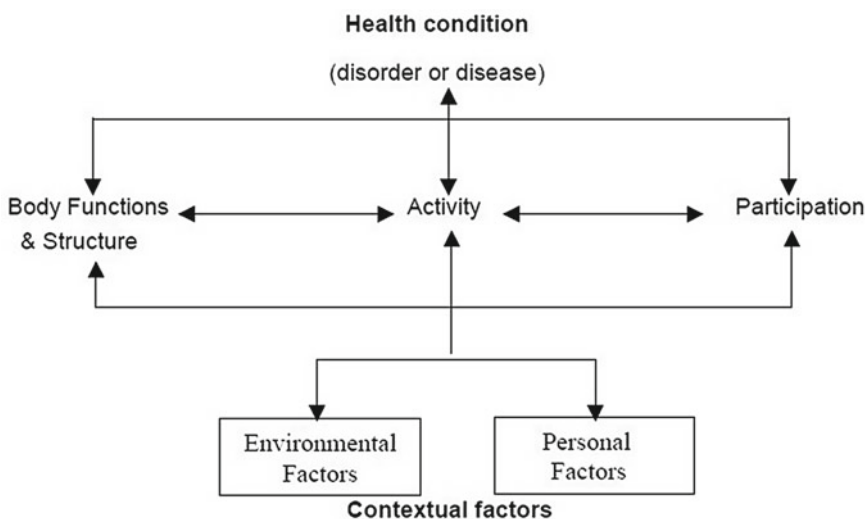 Health condition
(disorder or disease)
Body Functions
& Structure
Activity
Participation
Environmental
Factors
Personal
Factors
Contextual factors